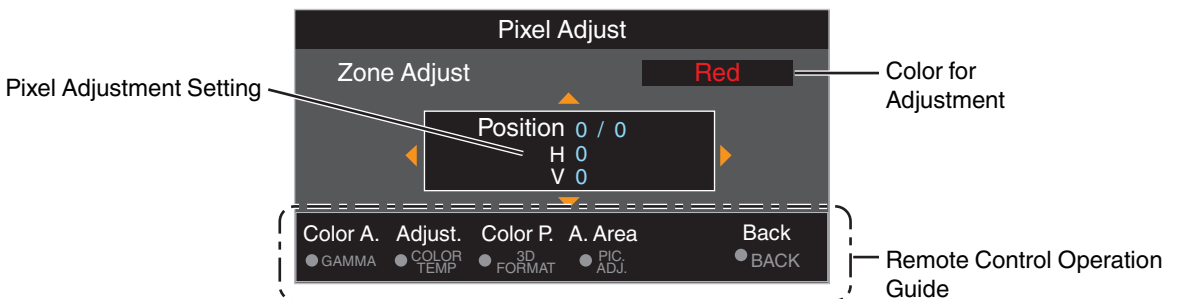 Pixel Adjust
Zone Adjust
Red
Pixel Adjustment Setting
Color for
Adjustment
Position 0 / 0
H 0
V 0
Color A.
Adjust.
Color P.
A. Area
Back
GAMMA
COLOR
TEMP
3D
FORMAT
PIC.
ADJ.
BACK
Remote Control Operation
Guide